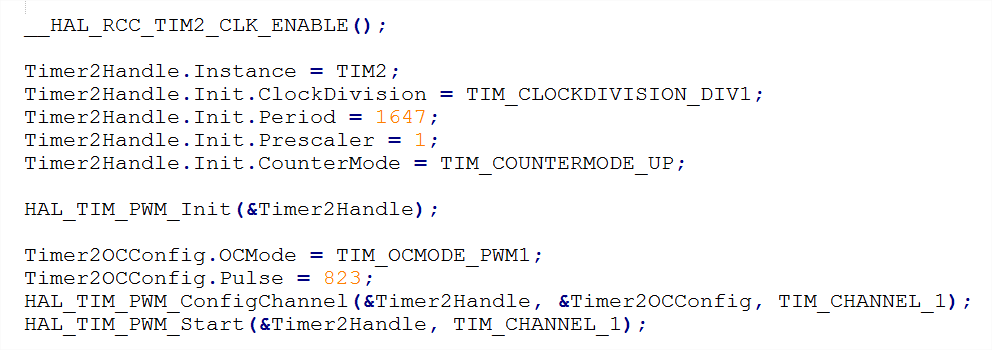 __HAL_RCC_TIM2_CLK_ENABLE();
Timer2Handle.Instance = TIM2;
Timer2Handle.Init.ClockDivision = TIM_CLOCKDIVISION_DIV1;
Timer2Handle.Init.Period = 1647;
Timer2Handle.Init.Prescaler = 1;
Timer2Handle.Init.CounterMode = TIM_COUNTERMODE_UP;
HAL_TIM_PWM_Init(&Timer2Handle);
Timer2OCConfig.OCMode = TIM_OCMODE_PWM1;
Timer2OCConfig.Pulse = 823;
HAL_TIM_PWM_ConfigChannel(&Timer2Handle, &Timer2OCConfig, TIM_CHANNEL_1);
HAL_TIM_PWM_Start(&Timer2Handle, TIM_CHANNEL_1);